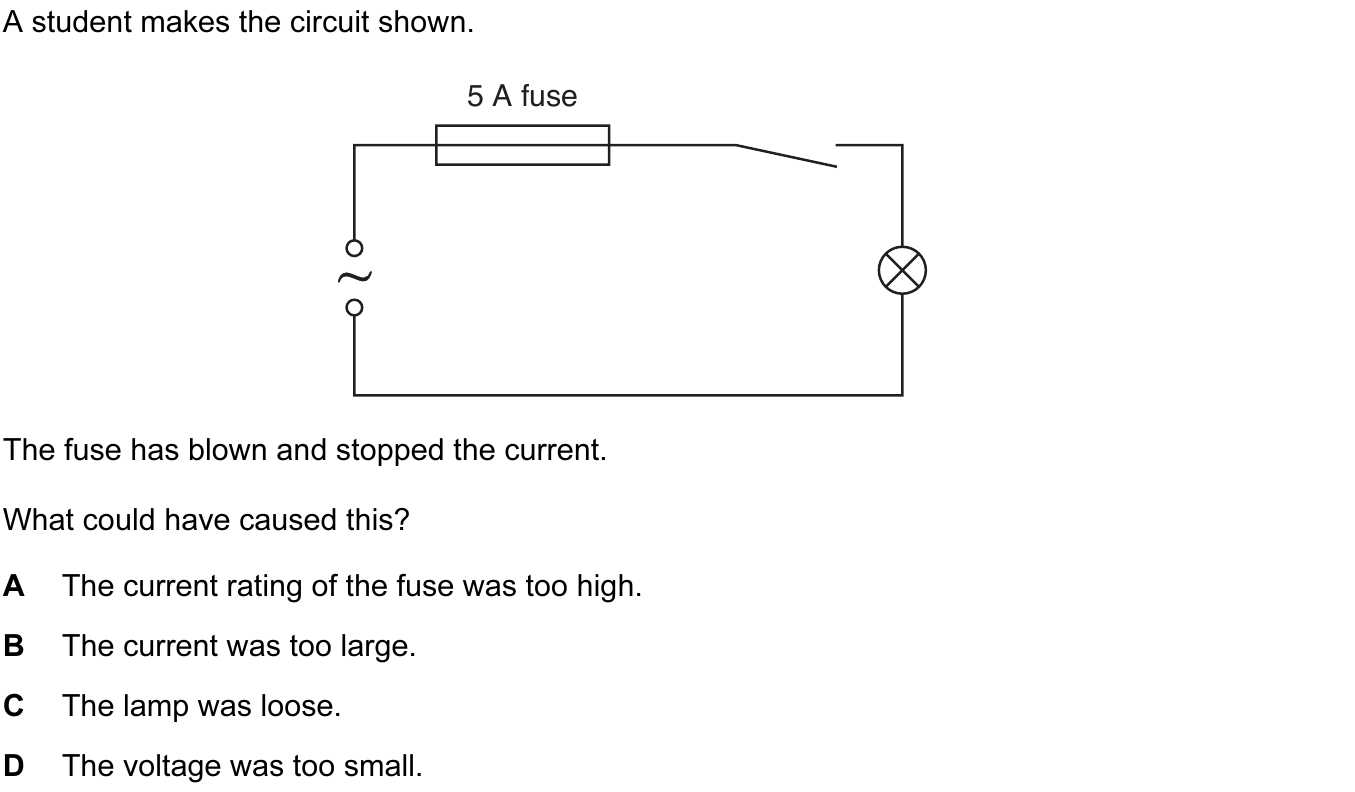 A student makes the circuit shown.
5 A fuse
~
The fuse has blown and stopped the current.
What could have caused this?
A The current rating of the fuse was too high.
B The current was too large.
C The lamp was loose.
D The voltage was too small.